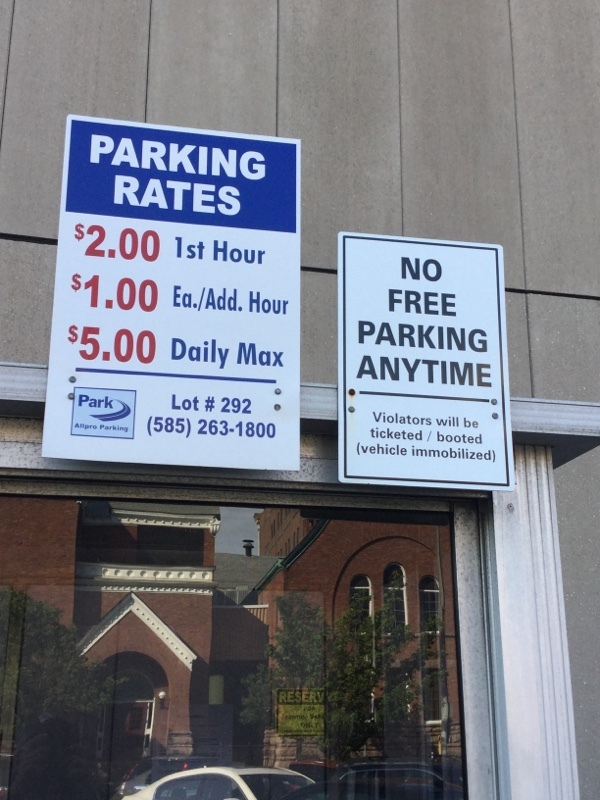 PARKING
RATES
$2.00 1st Hour
$1.00 Ea./Add. Hour
$5.00 Daily Max
Park
Allpro Parking
Lot # 292
(585) 263-1800
NO
FREE
PARKING
ANYTIME
Violators will be
ticketed / booted
(vehicle immobilized)